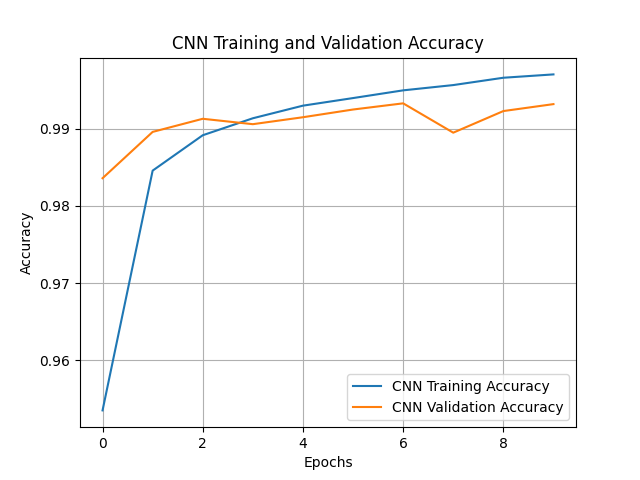 CNN Training and Validation Accuracy
Accuracy
0.99
0.98
0.97
0.96
0 2 4 6 8
Epochs
CNN Training Accuracy
CNN Validation Accuracy